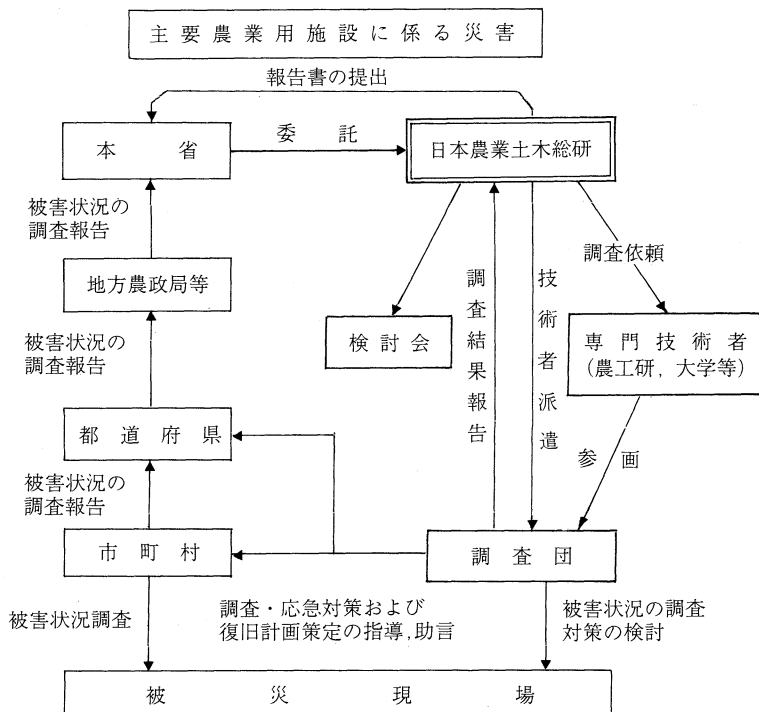 主要農業用施設に係る災害
報告書の提出
本省
委託
日本農業土木総研
被害状況の
調査報告
調査依頼
地方農政局等
調査結果報告
技術者派遣
検討会
専門技術者
(農工研，大学等)
被害状況の
調査報告
都道府県
参画
被害状況の
調査報告
市町村
調査団
被害状況調査
調査・応急対策および
復旧計画策定の指導，助言
被害状況の調査
対策の検討
被災現場